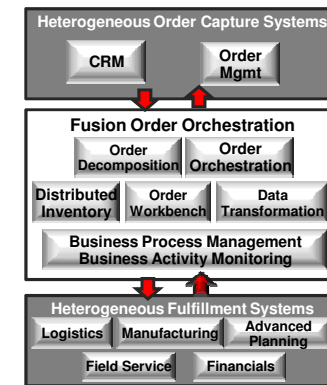 Heterogeneous Order Capture Systems
CRM
Order
Mgmt
Fusion Order Orchestration
Order
Decomposition
Order
Orchestration
Distributed
Inventory
Order
Workbench
Data
Transformation
Business Process Management
Business Activity Monitoring
Heterogeneous Fulfillment Systems
Logistics
Manufacturing
Advanced
Planning
Field Service
Financials